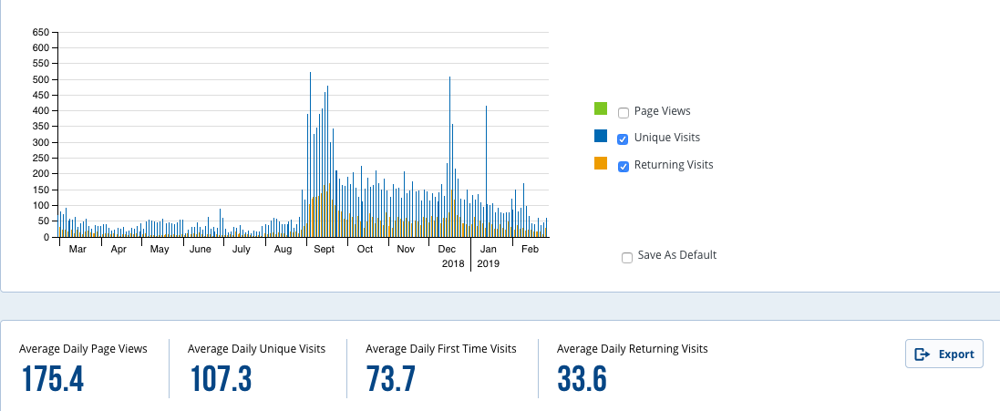 650
600
550
500
450
400
350
300
250
200
150
100
50
0
Mar Apr May June July Aug Sept Oct Nov Dec Jan Feb
2018 2019
Page Views
Unique Visits
Returning Visits
Save As Default
Average Daily Page Views
175.4
Average Daily Unique Visits
107.3
Average Daily First Time Visits
73.7
Average Daily Returning Visits
33.6
Export